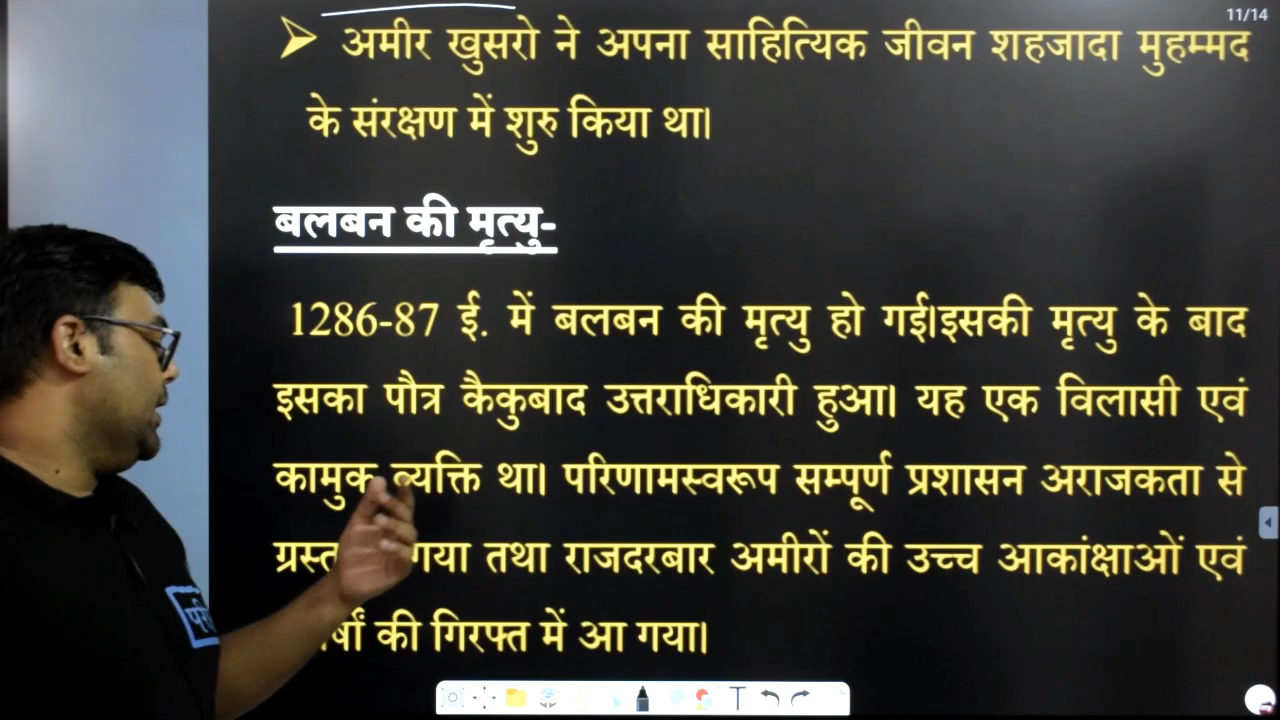 11/14
➤ अमीर खुसरो ने अपना साहित्यिक जीवन शहजादा मुहम्मद
के संरक्षण में शुरु किया था।
बलबन की मृत्यु-
1286-87 ई. में बलबन की मृत्यु हो गई।इसकी मृत्यु के बाद
इसका पौत्र कैकुबाद उत्तराधिकारी हुआ। यह एक विलासी एवं
कामुक व्यक्ति था। परिणामस्वरूप सम्पूर्ण प्रशासन अराजकता से
गया तथा राजदरबार अमीरों की उच्च आकांक्षाओं एवं
की गिरफ्त में आ गया।